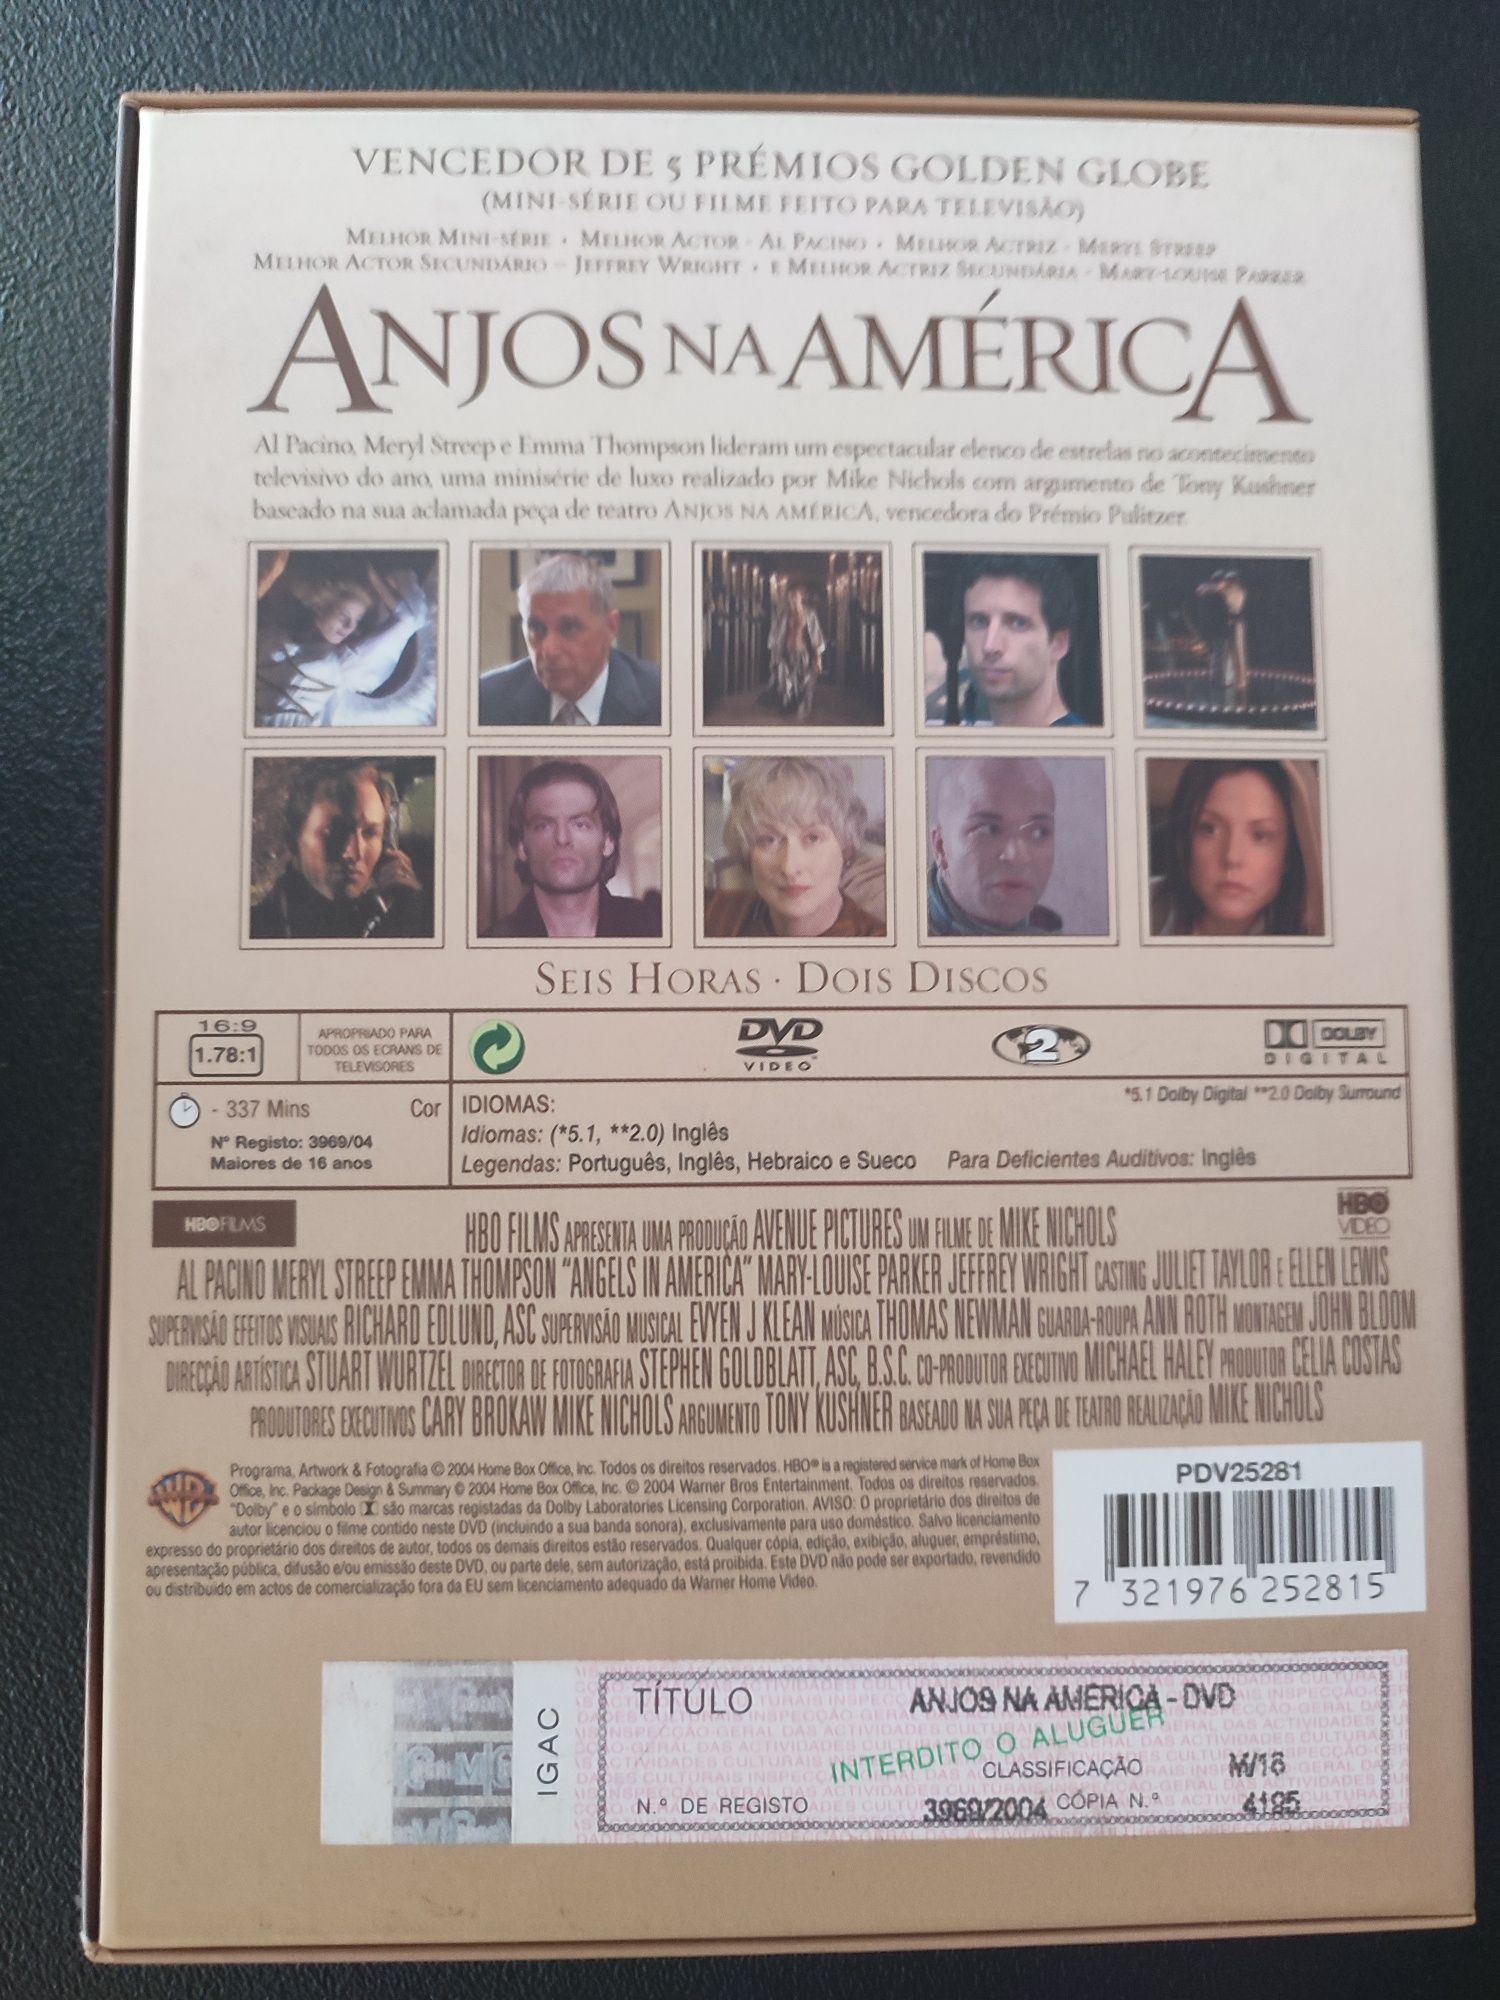 VENCEDOR DE 5 PRÉMIOS GOLDEN GLOBE
(MINI-SÉRIE OU FILME FEITO PARA TELEVISÃO)
MELHOR MINI-SÉRIE · MELHOR ACTOR - AL PACINO · MELHOR ACTRIZ - MERYL STREEP
MELHOR ACTOR SECUNDÁRIO – JEFFREY WRIGHT · E MELHOR ACTRIZ SECUNDÁRIA - MARY-LOUISE PARKER
ANJOS NA AMÉRICA
Al Pacino, Meryl Streep e Emma Thompson lideram um espectacular elenco de estrelas no acontecimento
televisivo do ano, uma minisérie de luxo realizado por Mike Nichols com argumento de Tony Kushner
baseado na sua aclamada peça de teatro ANJOS NA AMÉRICA, vencedora do Prémio Pulitzer.
SEIS HORAS · DOIS DISCOS
16:9
1.78:1
APROPRIADO PARA
TODOS OS ECRANS DE
TELEVISORES
DVD
VIDEO
2
DOLBY
DIGITAL
- 337 Mins Cor
Nº Registo: 3969/04
Maiores de 16 anos
*5.1 Dolby Digital **2.0 Dolby Surround
IDIOMAS:
Idiomas: (*5.1, **2.0) Inglês
Legendas: Português, Inglês, Hebraico e Sueco Para Deficientes Auditivos: Inglês
HBO FILMS
HBO
VIDEO
HBO FILMS APRESENTA UMA PRODUÇÃO AVENUE PICTURES UM FILME DE MIKE NICHOLS
AL PACINO MERYL STREEP EMMA THOMPSON "ANGELS IN AMERICA" MARY-LOUISE PARKER JEFFREY WRIGHT CASTING JULIET TAYLOR E ELLEN LEWIS
SUPERVISÃO EFEITOS VISUAIS RICHARD EDLUND, ASC SUPERVISÃO MUSICAL EVYEN J KLEAN MÚSICA THOMAS NEWMAN GUARDA-ROUPA ANN ROTH MONTAGEM JOHN BLOOM
DIRECÇÃO ARTÍSTICA STUART WURTZEL DIRECTOR DE FOTOGRAFIA STEPHEN GOLDBLATT, ASC, B.S.C. CO-PRODUTOR EXECUTIVO MICHAEL HALEY PRODUTOR CELIA COSTAS
PRODUTORES EXECUTIVOS CARY BROKAW MIKE NICHOLS ARGUMENTO TONY KUSHNER BASEADO NA SUA PEÇA DE TEATRO REALIZAÇÃO MIKE NICHOLS
WB
Programa, Artwork & Fotografia © 2004 Home Box Office, Inc. Todos os direitos reservados. HBO® is a registered service mark of Home Box
Office, Inc. Package Design & Summary © 2004 Home Box Office, Inc. © 2004 Warner Bros Entertainment. Todos os direitos reservados.
"Dolby" e o símbolo são marcas registadas da Dolby Laboratories Licensing Corporation. AVISO: O proprietário dos direitos de
autor licenciou o filme contido neste DVD (incluindo a sua banda sonora), exclusivamente para uso doméstico. Salvo licenciamento
expresso do proprietário dos direitos de autor, todos os demais direitos estão reservados. Qualquer cópia, edição, exibição, aluguer, empréstimo,
apresentação pública, difusão e/ou emissão deste DVD, ou parte dele, sem autorização, está proibida. Este DVD não pode ser exportado, revendido
ou distribuido em actos de comercialização fora da EU sem licenciamento adequado da Warner Home Video.
PDV25281
7 321976 252815
IGAC
TÍTULO ANJOS NA AMERICA - DVD
INTERDITO O ALUGUER
CLASSIFICAÇÃO M/16
N.º DE REGISTO 3969/2004 CÓPIA N.º 4195